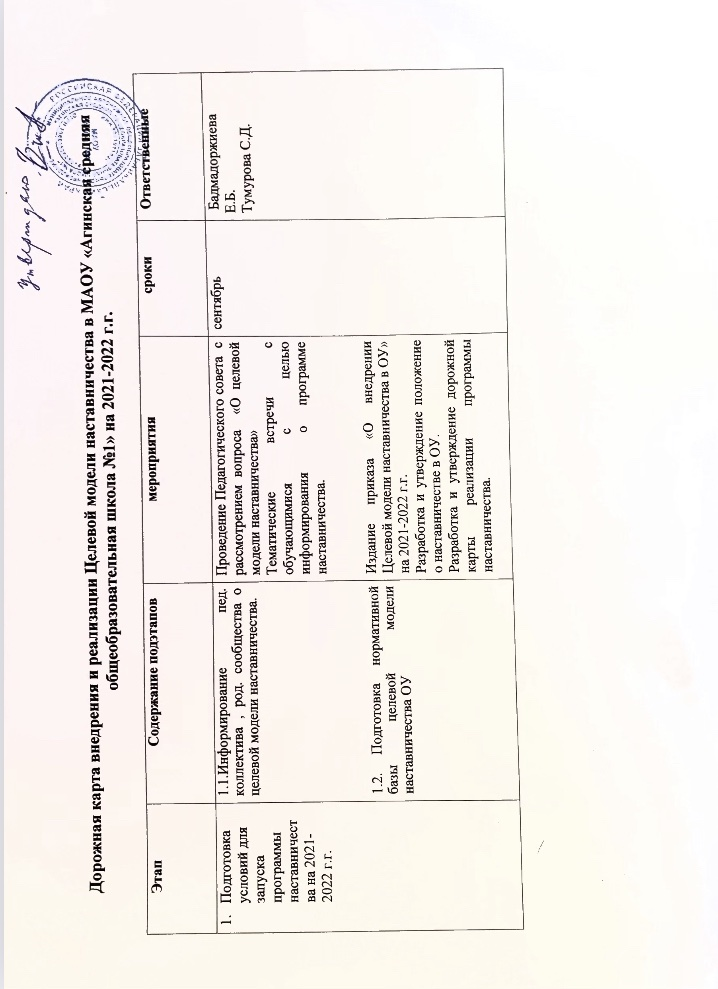 Утверждаю
Дорожная карта внедрения и реализации Целевой модели наставничества в МАОУ «Агинская средняя
общеобразовательная школа №1» на 2021-2022 г.г.
Этап
Содержание подэтапов
мероприятия
сроки
Ответственные
1. Подготовка
условий для
запуска
программы
наставничест
ва на 2021-
2022 г.г.
1.1.Информирование пед.
коллектива , род. сообщества о
целевой модели наставничества.
1.2. Подготовка нормативной
базы целевой модели
наставничества ОУ
Проведение Педагогического совета с
рассмотрением вопроса «О целевой
модели наставничества»
Тематические встречи с
обучающимися с целью
информирования о программе
наставничества.
Издание приказа «О внедрении
Целевой модели наставничества в ОУ»
на 2021-2022 г.г.
Разработка и утверждение положение
о наставничестве в ОУ.
Разработка и утверждение дорожной
карты реализации программы
наставничества.
сентябрь
Бадмадоржиева
Е.Б.
Тумурова С.Д.